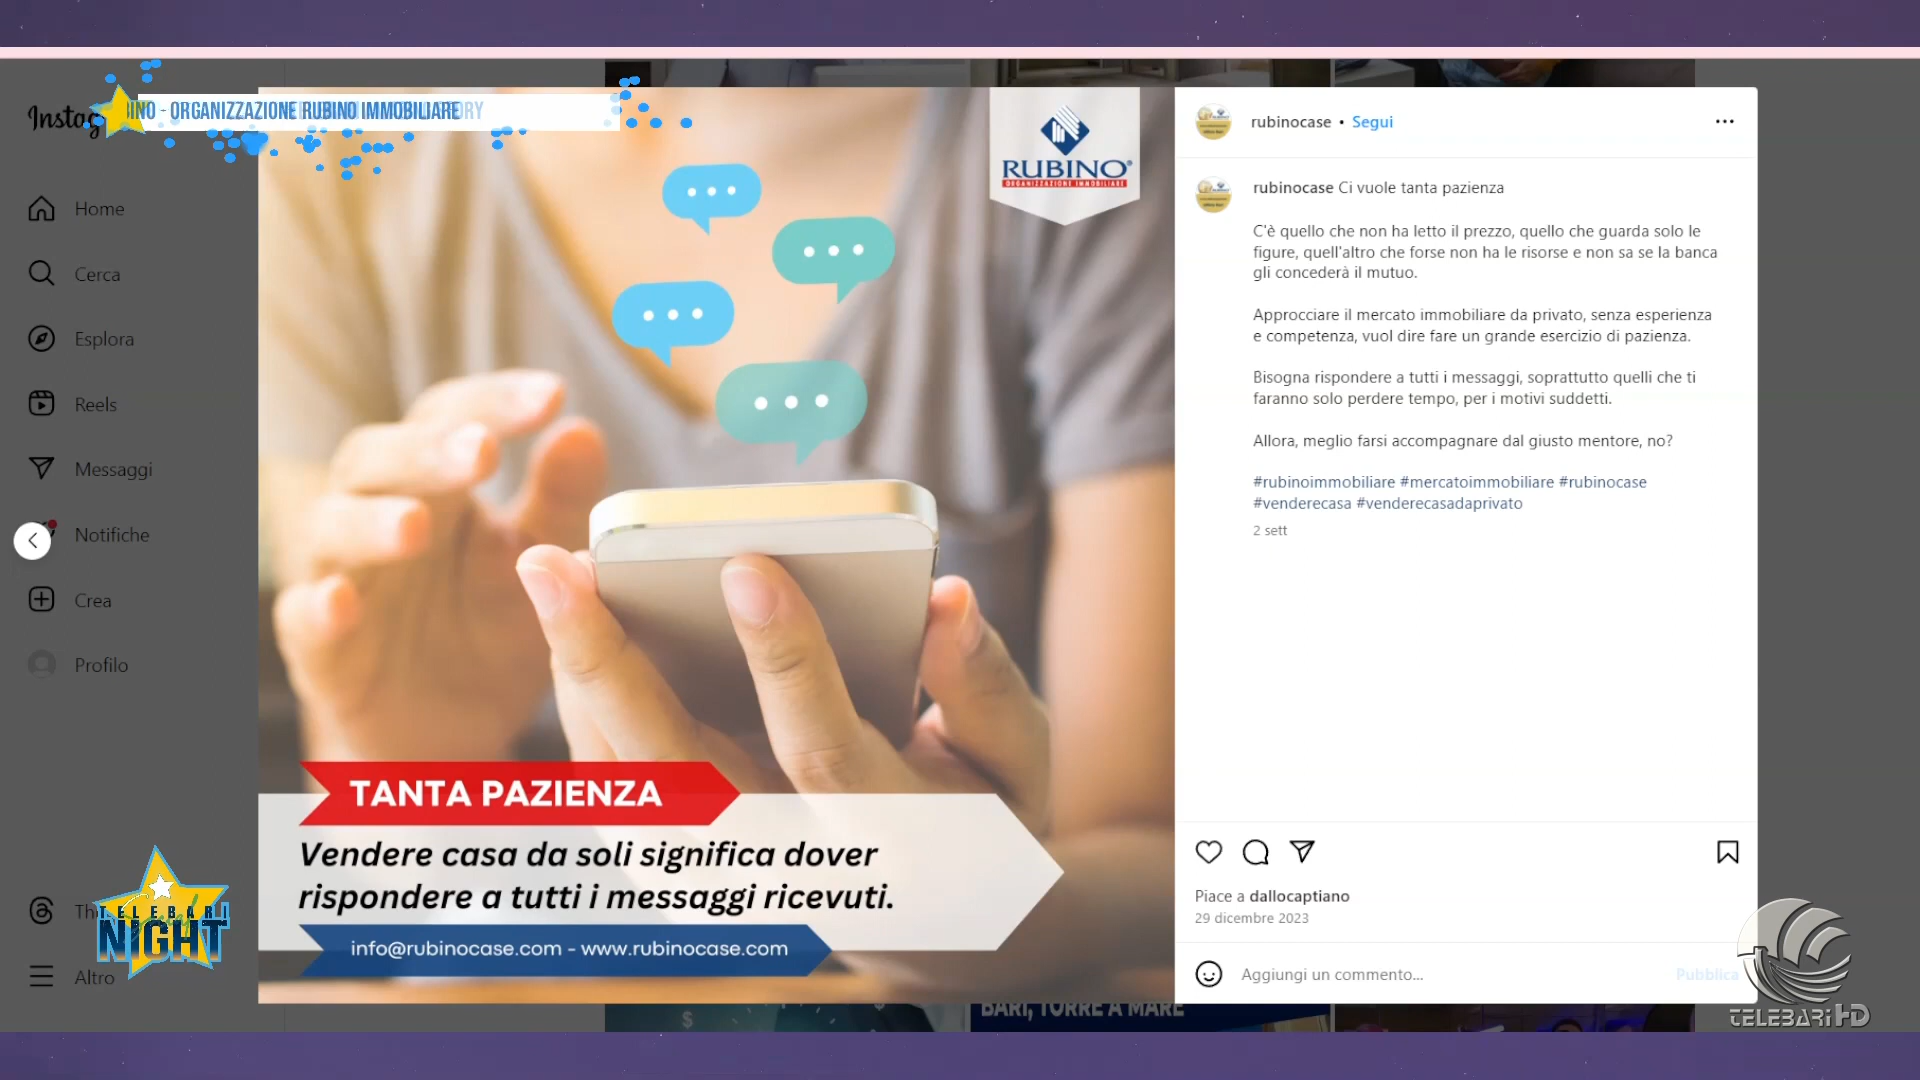 Instag
INO - ORGANIZZAZIONE RUBINO IMMOBILIARE
Home
Cerca
Esplora
Reels
Messaggi
Notifiche
Crea
Profilo
Altro
RUBINO®
ORGANIZZAZIONE IMMOBILIARE
TANTA PAZIENZA
Vendere casa da soli significa dover
rispondere a tutti i messaggi ricevuti.
info@rubinocase.com - www.rubinocase.com
rubinocase • Segui
rubinocase Ci vuole tanta pazienza
C'è quello che non ha letto il prezzo, quello che guarda solo le
figure, quell'altro che forse non ha le risorse e non sa se la banca
gli concederà il mutuo.
Approcciare il mercato immobiliare da privato, senza esperienza
e competenza, vuol dire fare un grande esercizio di pazienza.
Bisogna rispondere a tutti i messaggi, soprattutto quelli che ti
faranno solo perdere tempo, per i motivi suddetti.
Allora, meglio farsi accompagnare dal giusto mentore, no?
#rubinoimmobiliare #mercatoimmobiliare #rubinocase
#venderecasa #venderecasadaprivato
2 sett
Piace a dallocaptiano
29 dicembre 2023
Aggiungi un commento...
Pubblica
BARI, TORRE A MARE
TELEBARI
NIGHT
TELEBARI HD